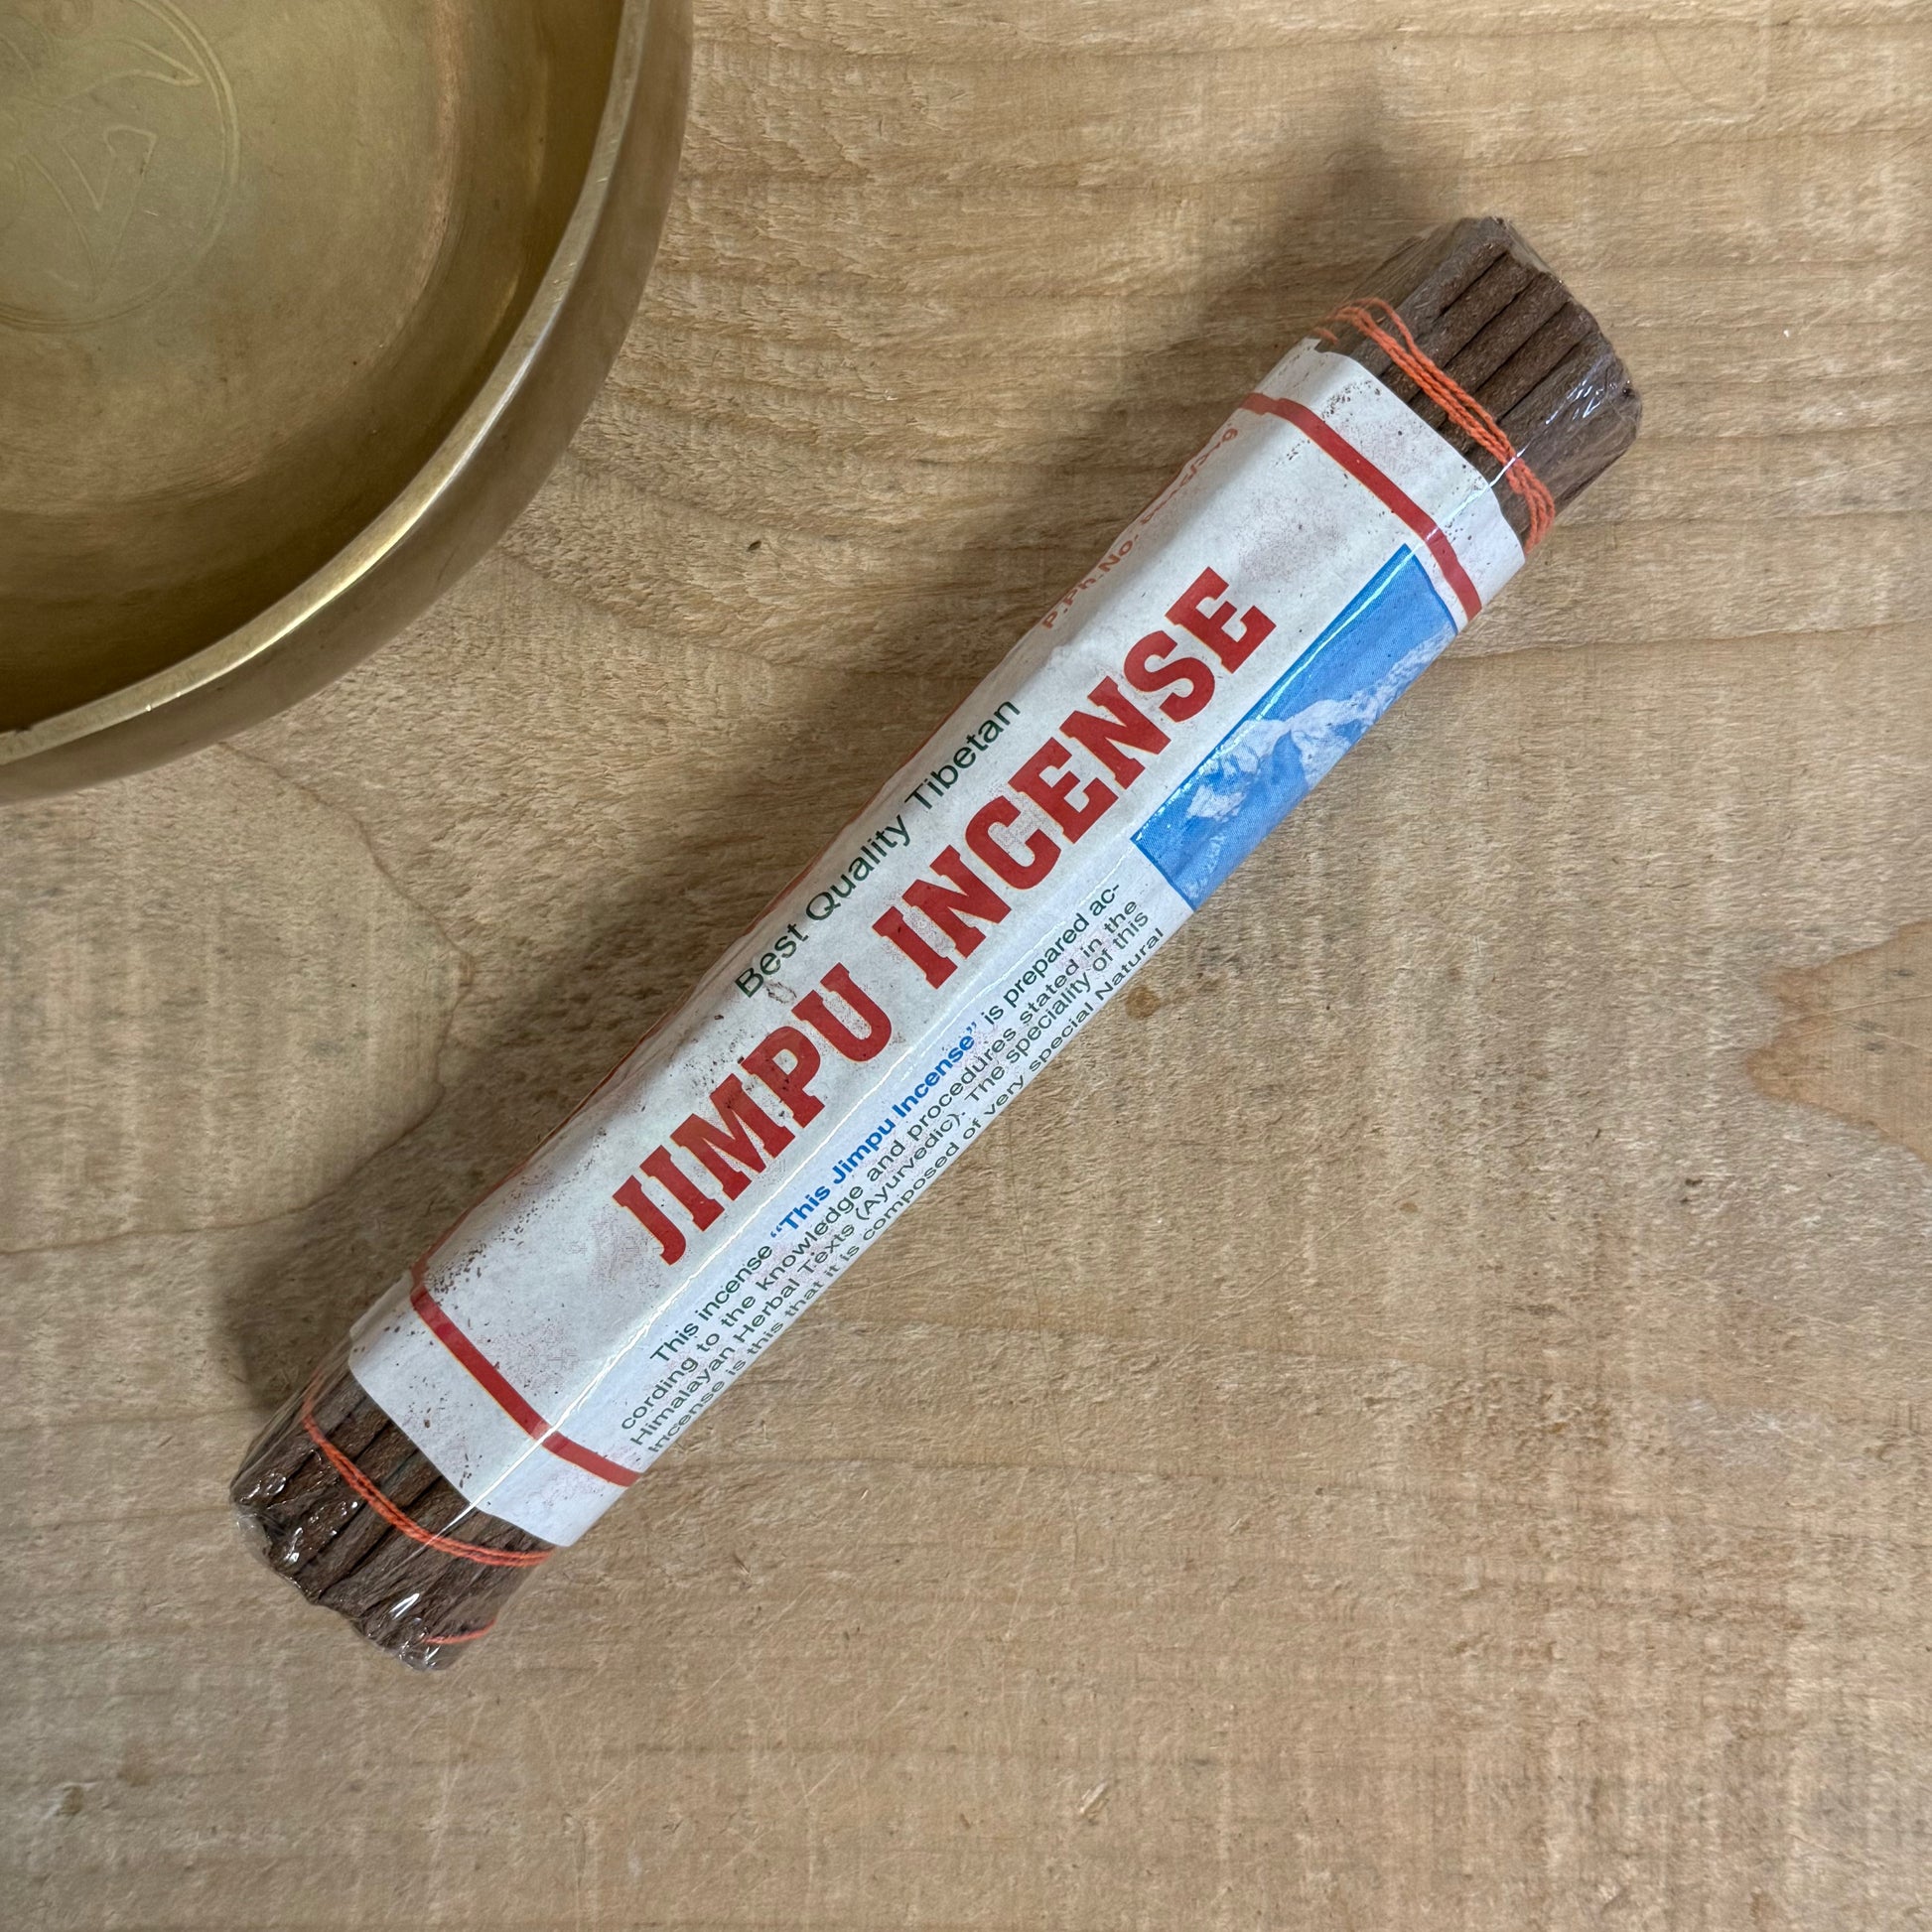 P.Ph.No.
Best Quality Tibetan
JIMPU INCENSE
This incense “This Jimpu Incense” is prepared ac-
cording to the knowledge and procedures stated in the
Himalayan Herbal Texts (Ayurvedic). The speciality of this
Incense is this that it is composed of very special Natural